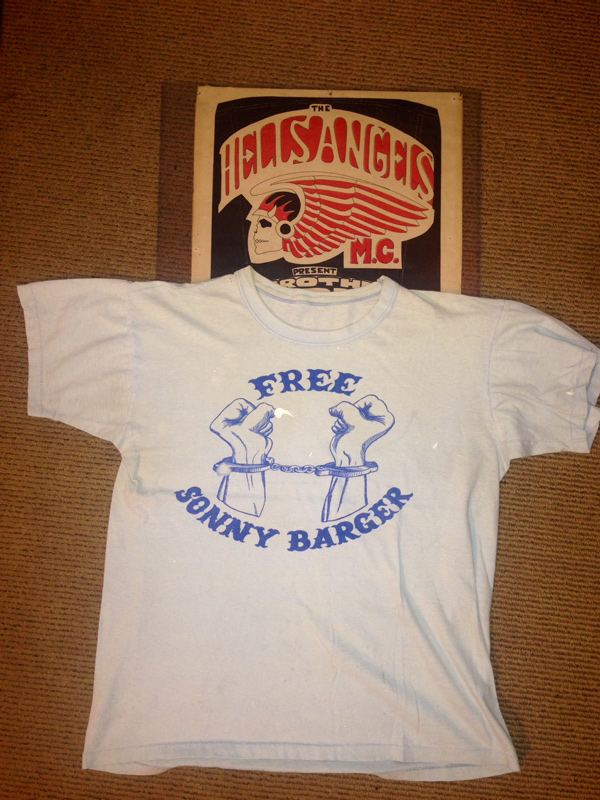 THE
HELLS ANGELS
M.C.
PRESENT
FREE
SONNY BARGER